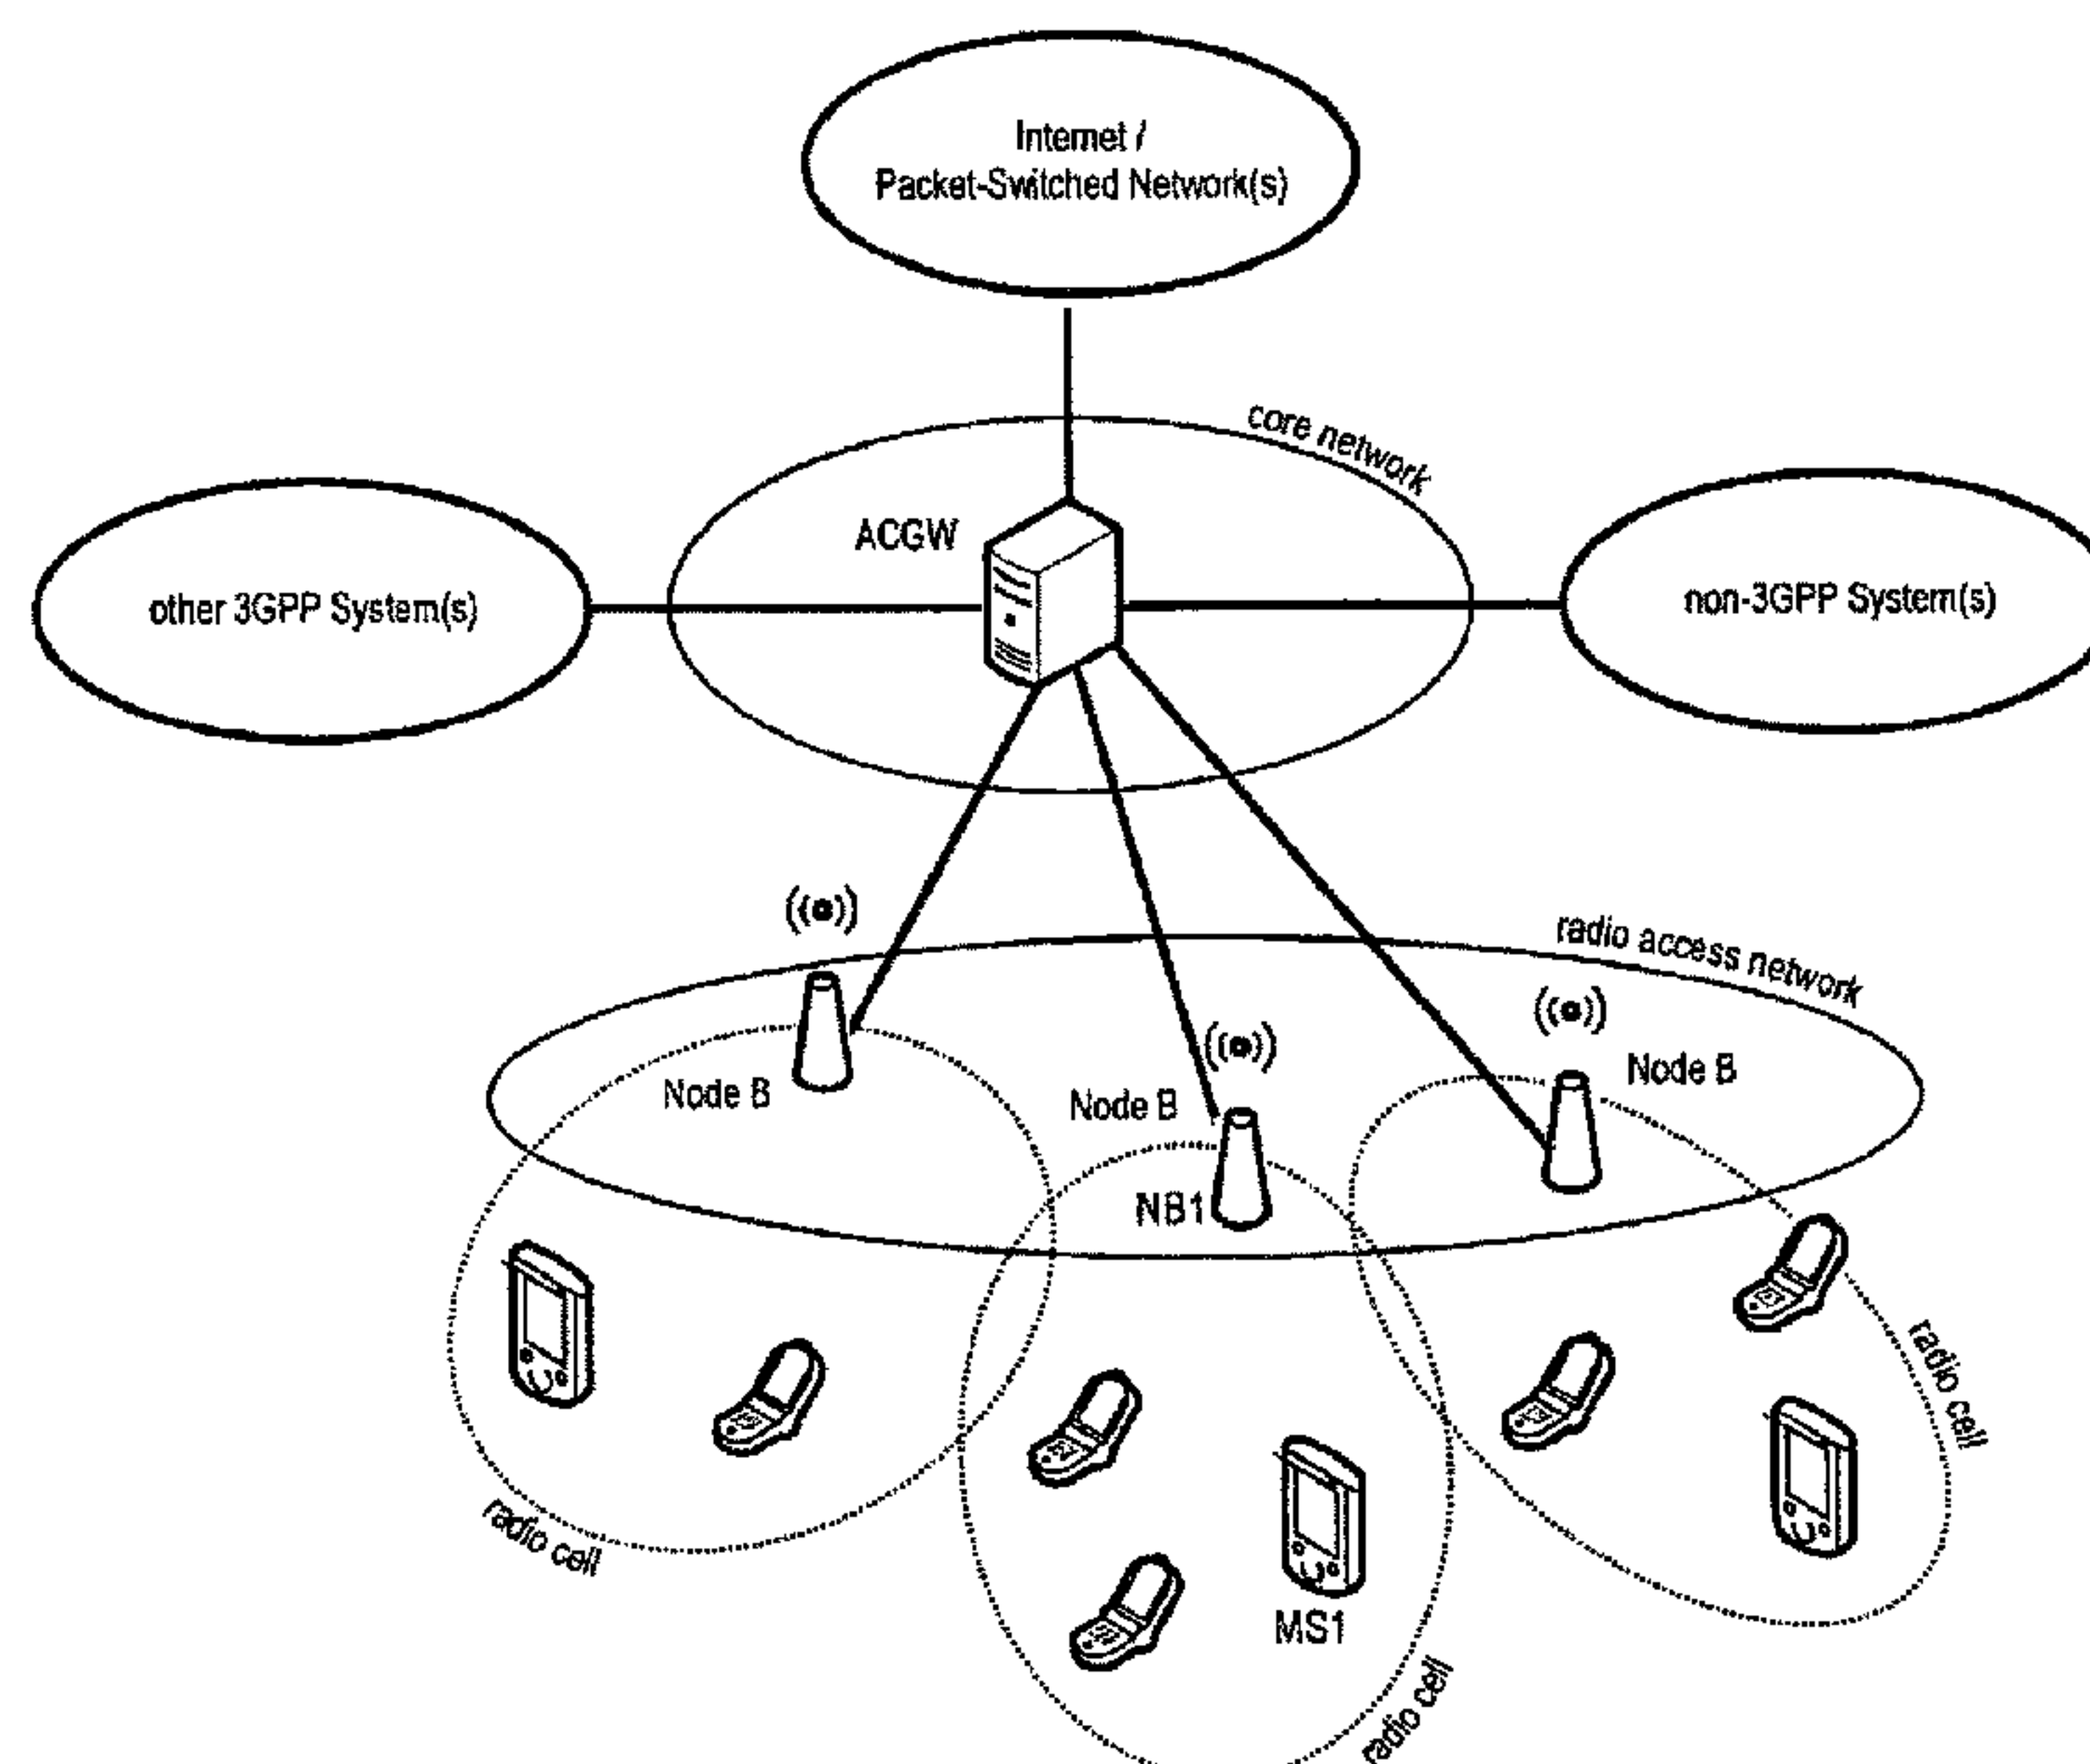 Internet /
Packet-Switched Network(s)
core network
ACGW
other 3GPP System(s)
non-3GPP System(s)
radio access network
Node B
Node B
Node B
NB1
radio cell
radio cell
MS1
radio cell